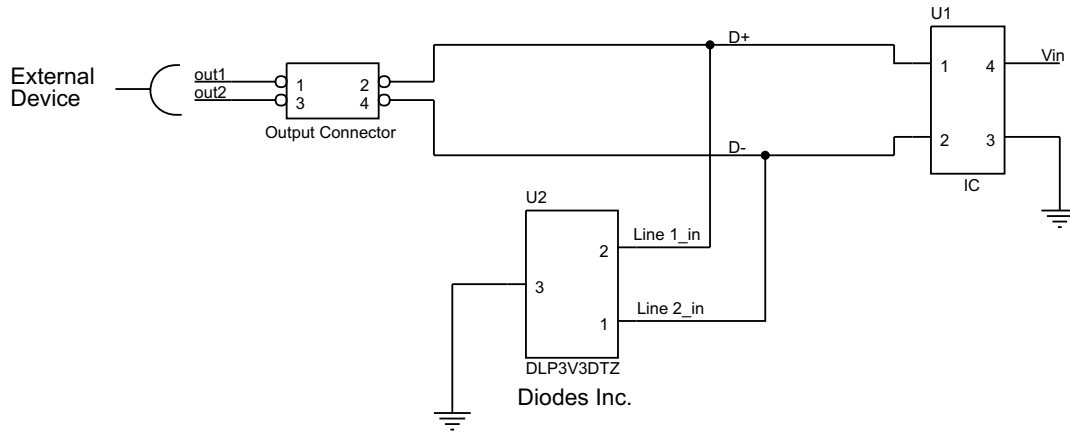 U1
D+
External
Device
out1
out2
1 2
3 4
Output Connector
1 4
Vin
2 3
IC
D-
U2
Line 1_in
2
3
Line 2_in
1
DLP3V3DTZ
Diodes Inc.